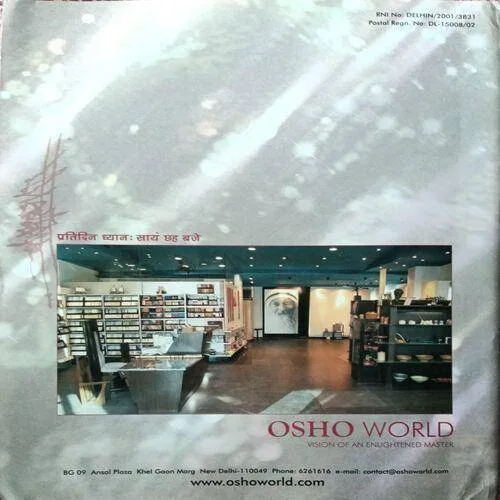 RNI No: DELHIN/2001/3831
Postal Regn. No: DL-15008/02
प्रतिदिन ध्यान: सायं छह बजे
OSHO WORLD
VISION OF AN ENLIGHTENED MASTER
BG 09 Ansal Plaza Khel Gaon Marg New Delhi-110049 Phone: 6261616 e-mail: contact@oshoworld.com
www.oshoworld.com